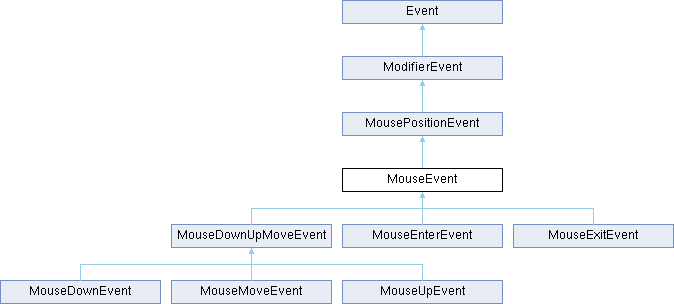 Event
ModifierEvent
MousePositionEvent
MouseEvent
MouseDownUpMoveEvent
MouseEnterEvent
MouseExitEvent
MouseDownEvent
MouseMoveEvent
MouseUpEvent